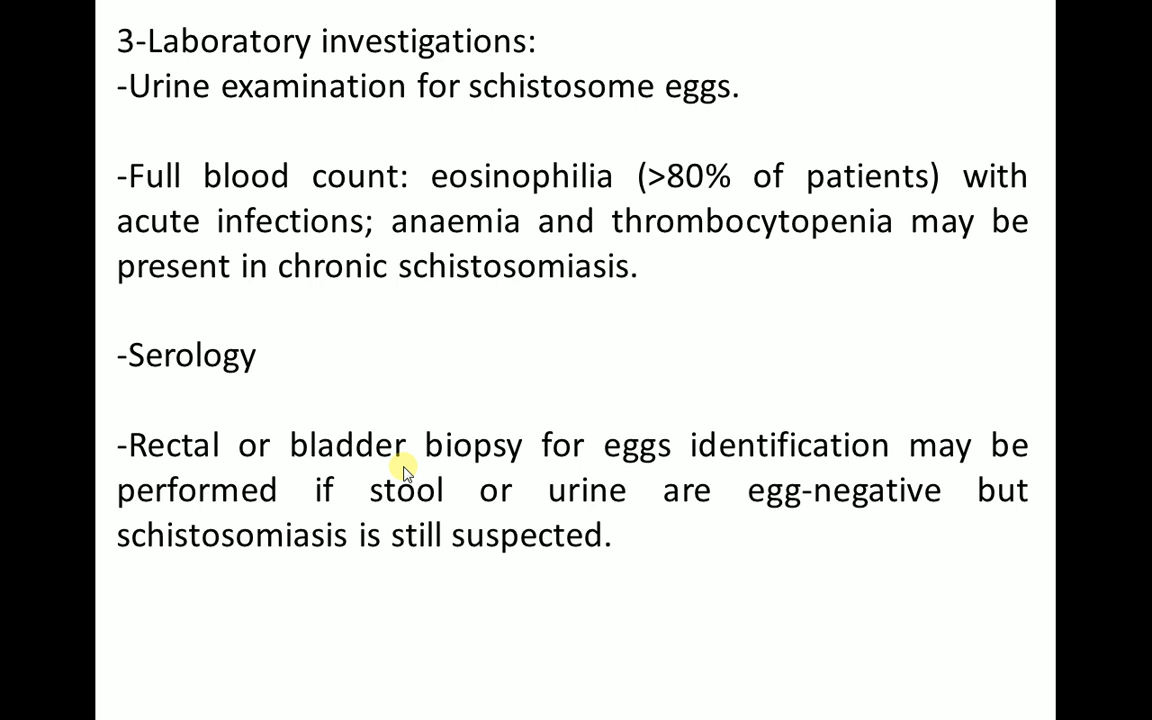 3-Laboratory investigations:
-Urine examination for schistosome eggs.
-Full blood count: eosinophilia (>80% of patients) with
acute infections; anaemia and thrombocytopenia may be
present in chronic schistosomiasis.
-Serology
-Rectal or bladder biopsy for eggs identification may be
performed if stool or urine are egg-negative but
schistosomiasis is still suspected.